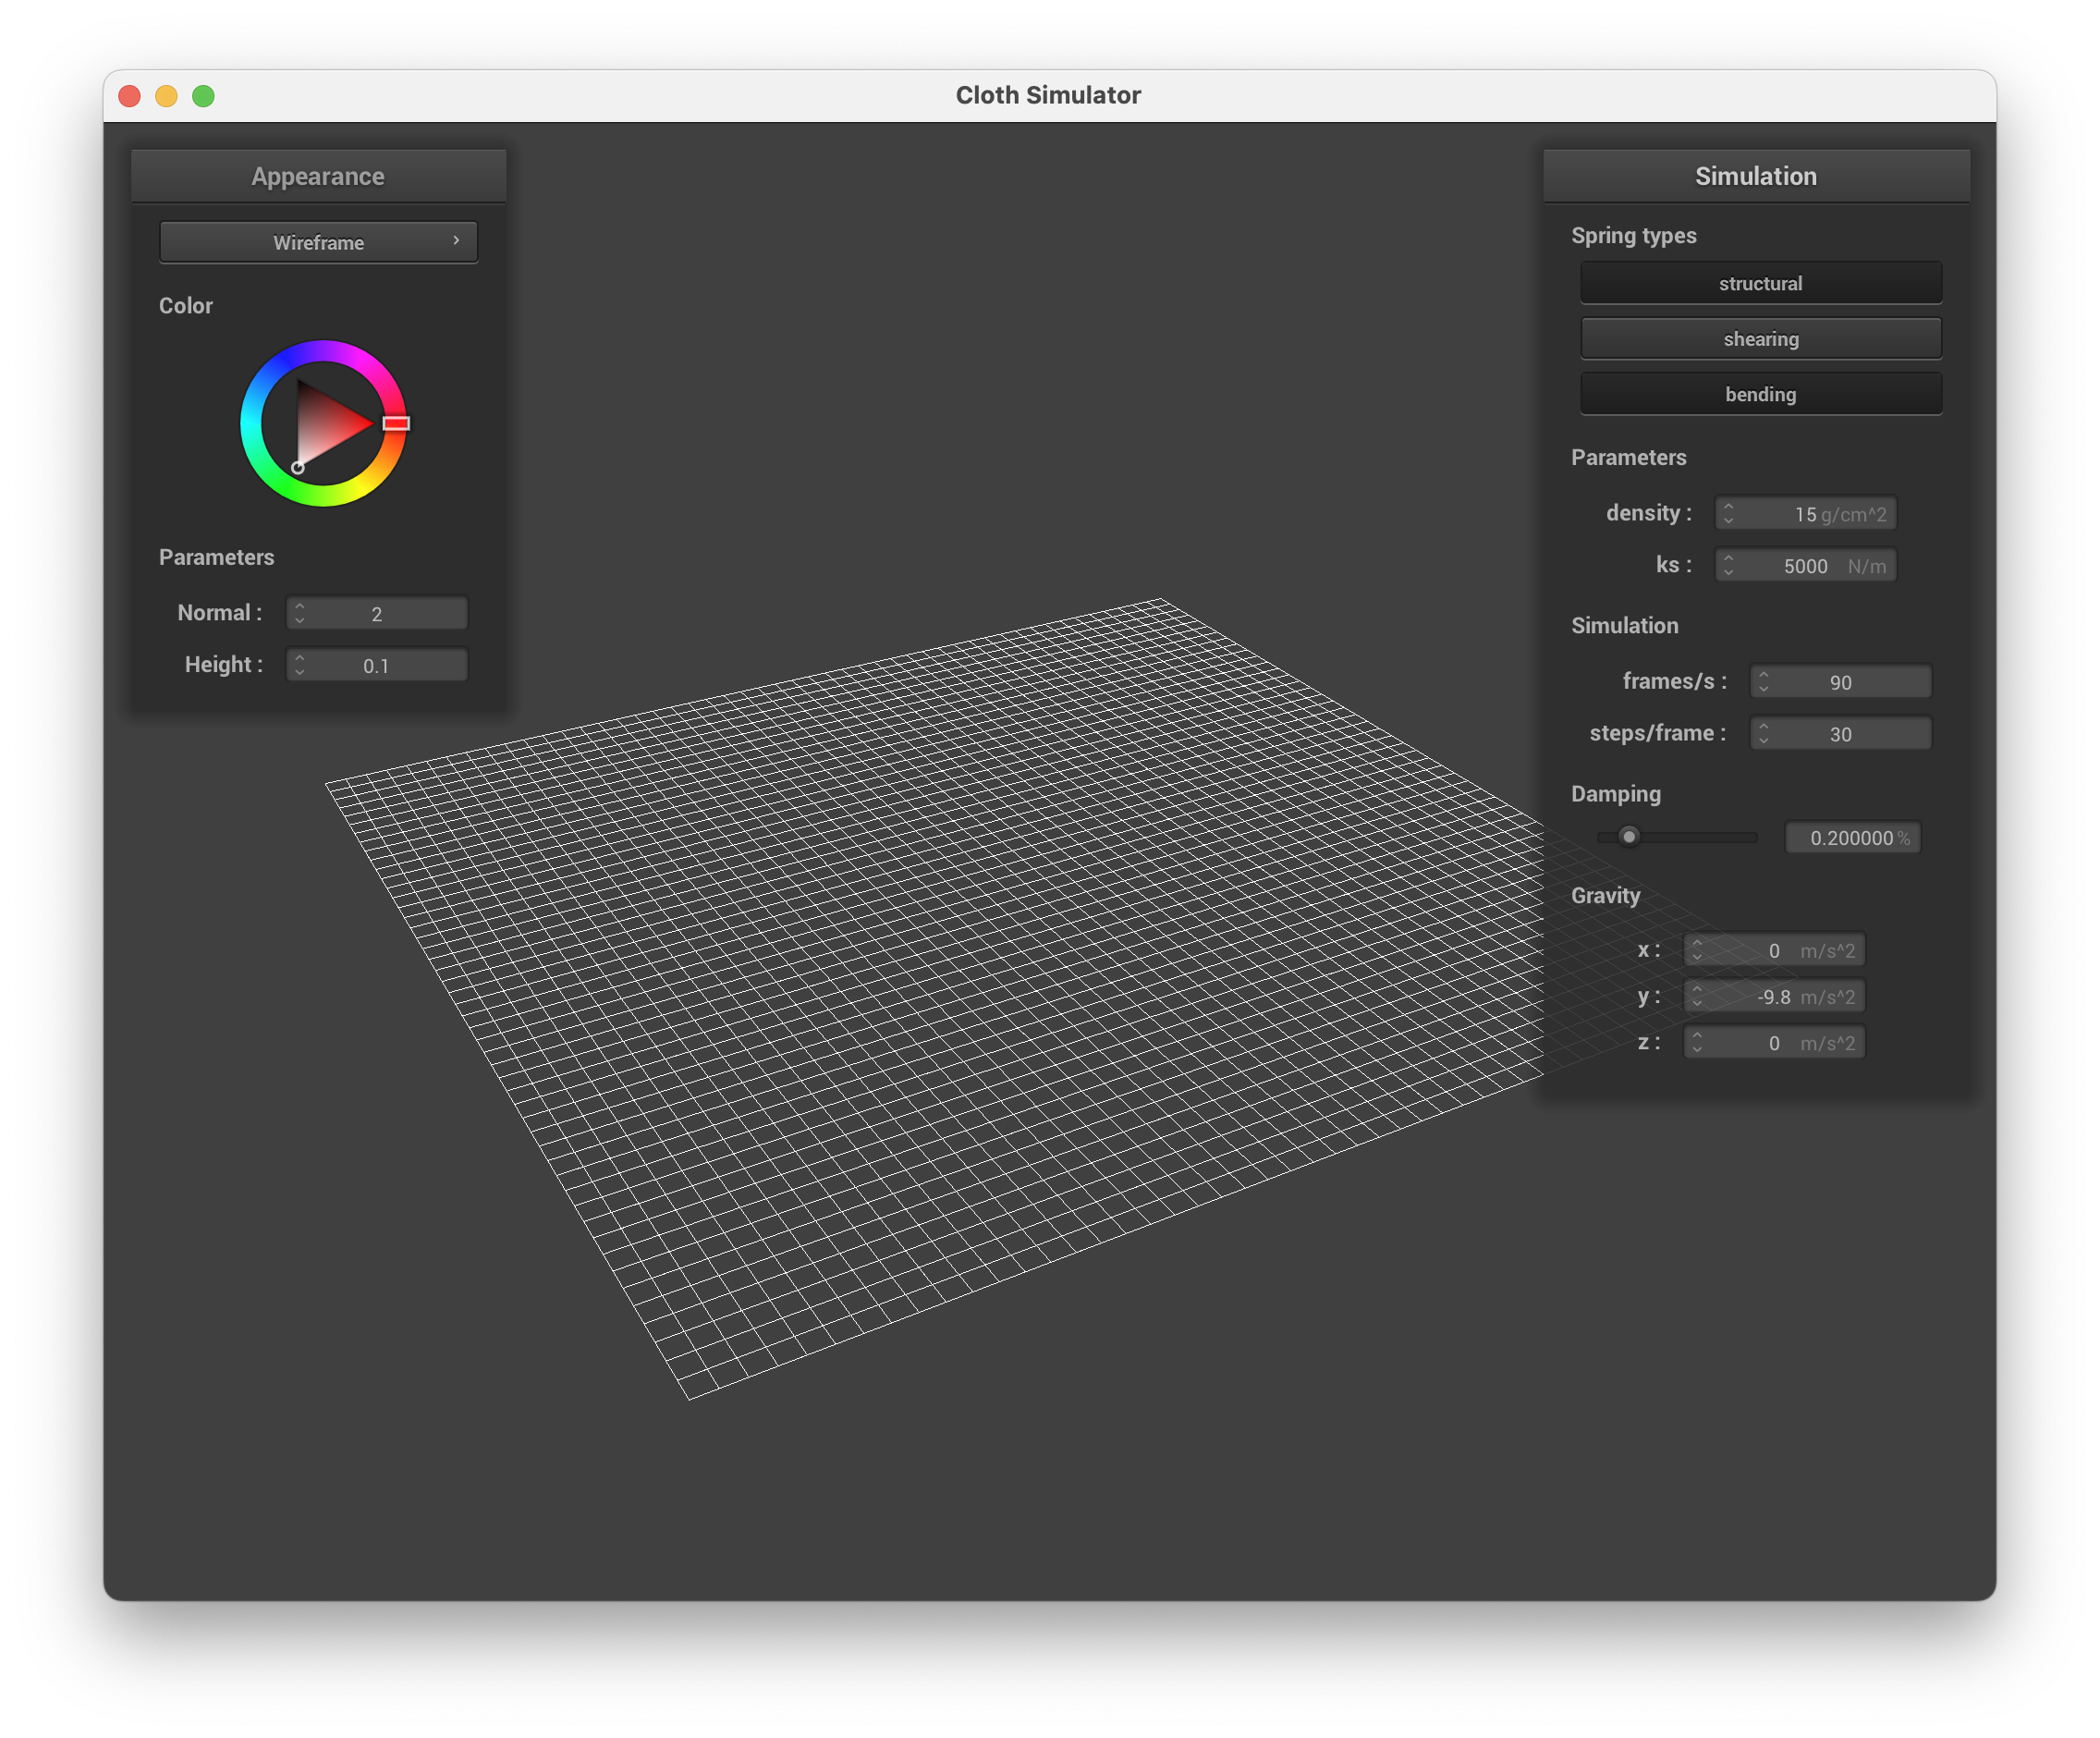 Cloth Simulator
Appearance
Wireframe
Color
Parameters
Normal : 2
Height : 0.1
Simulation
Spring types
structural
shearing
bending
Parameters
density : 15 g/cm^2
ks : 5000 N/m
Simulation
frames/s : 90
steps/frame : 30
Damping
0.200000 %
Gravity
x : 0 m/s^2
y : -9.8 m/s^2
z : 0 m/s^2